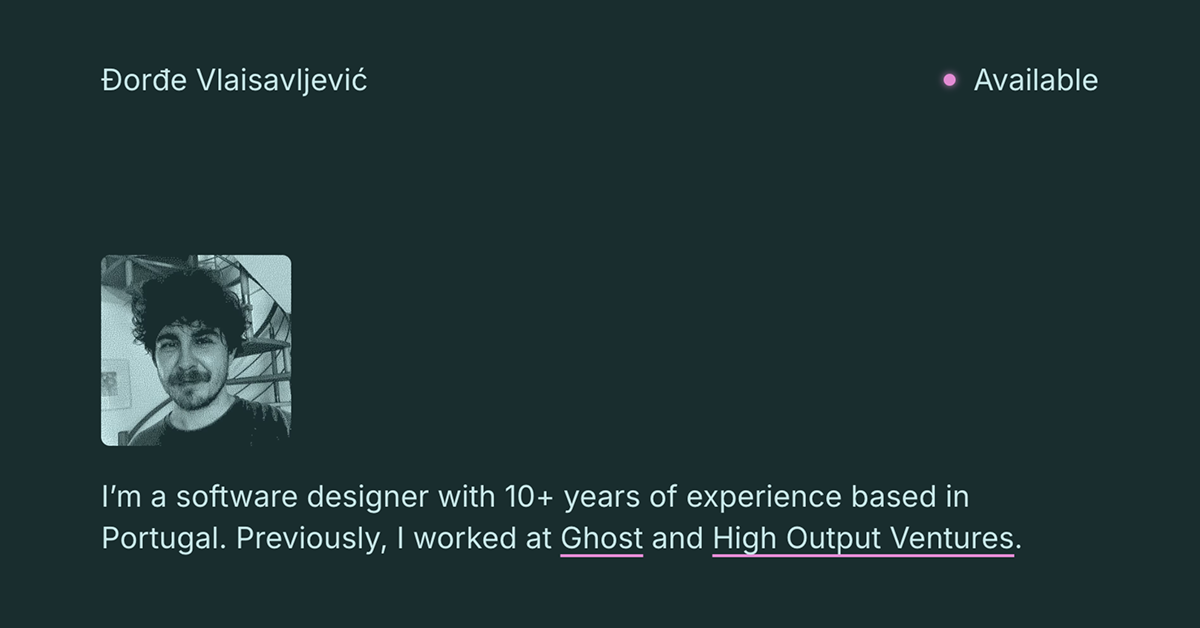 Đorđe Vlaisavljević
Available
I’m a software designer with 10+ years of experience based in
Portugal. Previously, I worked at Ghost and High Output Ventures.